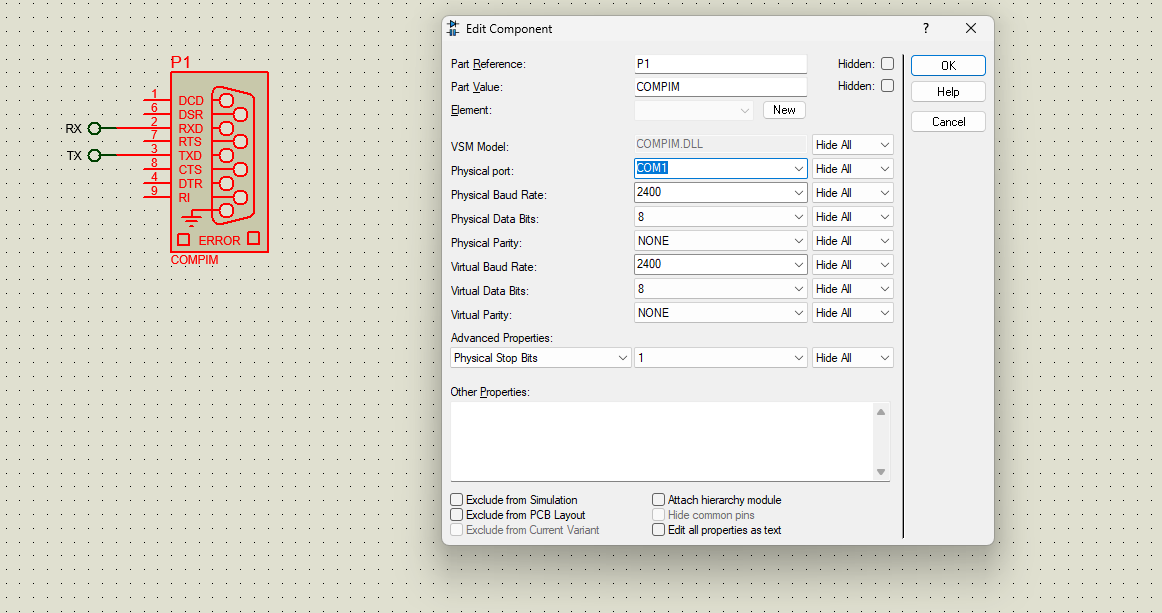 P1
1 DCD
6 DSR
RX 2 RXD
7 RTS
TX 3 TXD
8 CTS
4 DTR
9 RI
ERROR
COMPIM
Edit Component ?
Part Reference: P1 Hidden:
Part Value: COMPIM Hidden:
Element: New
VSM Model: COMPIM.DLL Hide All
Physical port: COM1 Hide All
Physical Baud Rate: 2400 Hide All
Physical Data Bits: 8 Hide All
Physical Parity: NONE Hide All
Virtual Baud Rate: 2400 Hide All
Virtual Data Bits: 8 Hide All
Virtual Parity: NONE Hide All
Advanced Properties:
Physical Stop Bits 1 Hide All
Other Properties:
Exclude from Simulation Attach hierarchy module
Exclude from PCB Layout Hide common pins
Exclude from Current Variant Edit all properties as text
OK
Help
Cancel